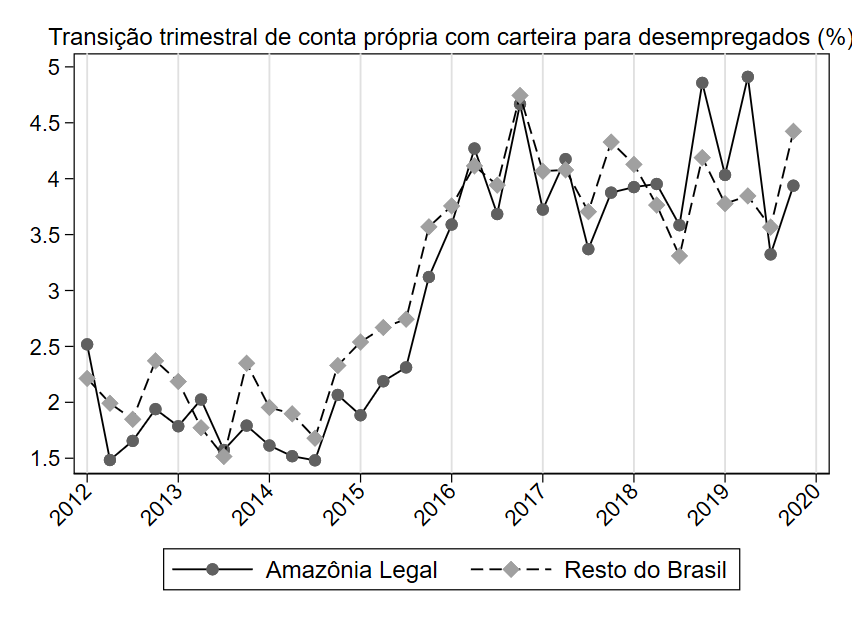 Transição trimestral de conta própria com carteira para desempregados (%)
5
4.5
4
3.5
3
2.5
2
1.5
2012 2013 2014 2015 2016 2017 2018 2019 2020
Amazônia Legal Resto do Brasil